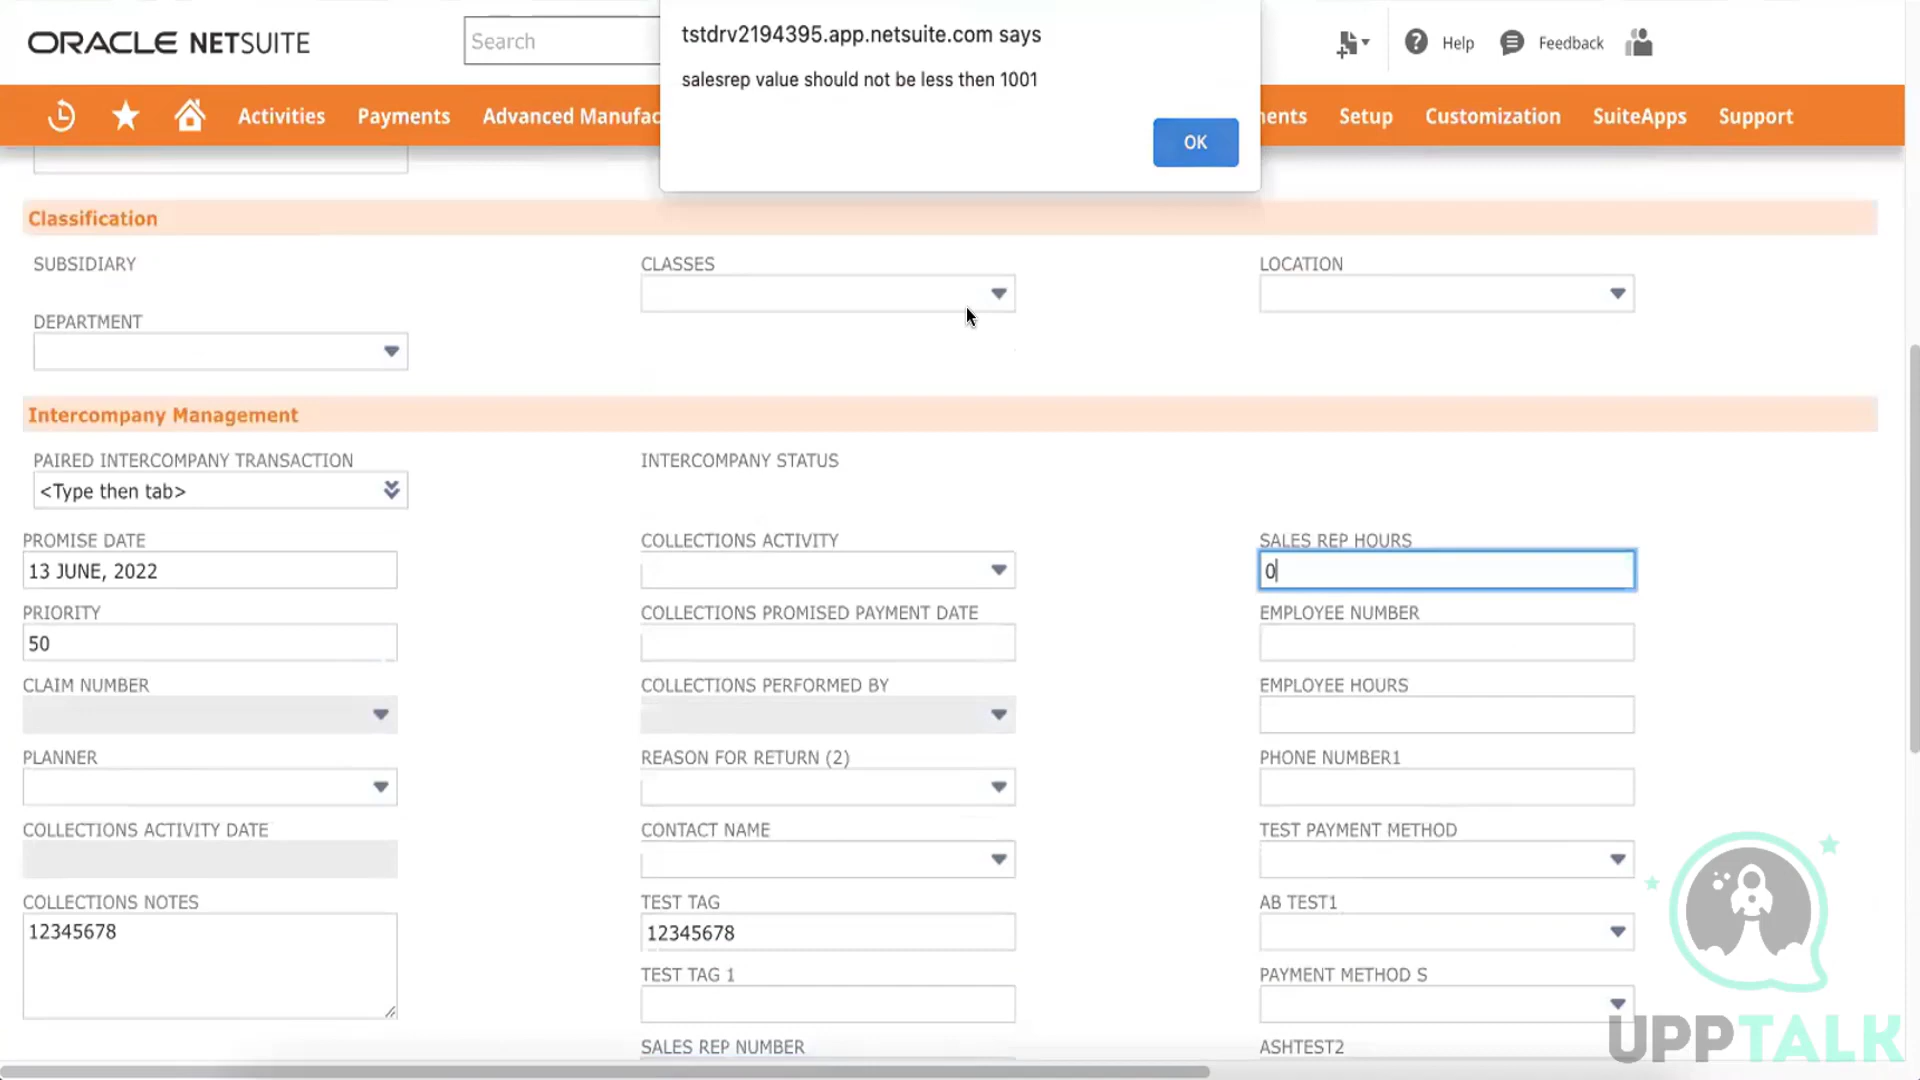 ORACLE NETSUITE
Search
tstdrv2194395.app.netsuite.com says
salesrep value should not be less then 1001
OK
Help
Feedback
Activities
Payments
Advanced Manufac
ents
Setup
Customization
SuiteApps
Support
Classification
SUBSIDIARY
CLASSES
LOCATION
DEPARTMENT
Intercompany Management
PAIRED INTERCOMPANY TRANSACTION
<Type then tab>
INTERCOMPANY STATUS
PROMISE DATE
13 JUNE, 2022
COLLECTIONS ACTIVITY
SALES REP HOURS
0
PRIORITY
50
COLLECTIONS PROMISED PAYMENT DATE
EMPLOYEE NUMBER
CLAIM NUMBER
COLLECTIONS PERFORMED BY
EMPLOYEE HOURS
PLANNER
REASON FOR RETURN (2)
PHONE NUMBER1
COLLECTIONS ACTIVITY DATE
CONTACT NAME
TEST PAYMENT METHOD
COLLECTIONS NOTES
12345678
TEST TAG
12345678
AB TEST1
TEST TAG 1
PAYMENT METHOD S
SALES REP NUMBER
ASHTEST2
UPPTALK